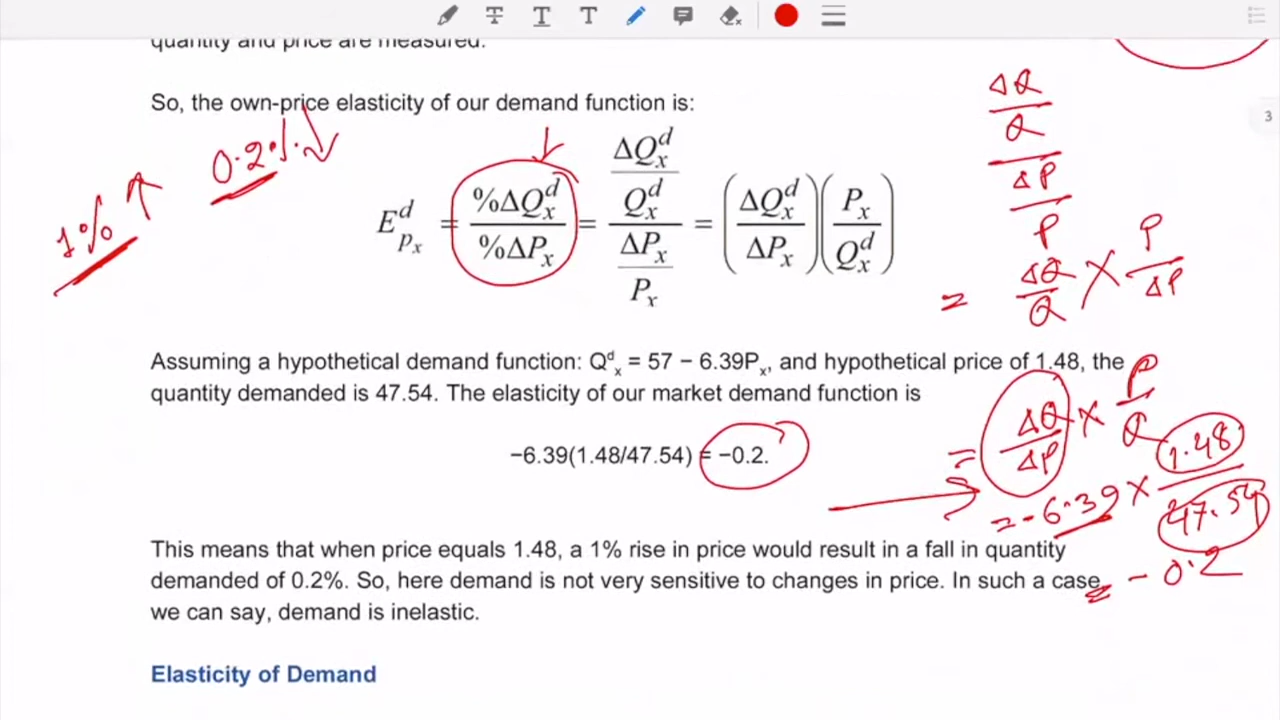 quantity and price are measured.
So, the own-price elasticity of our demand function is:
E^d_{p_x} = %ΔQ^d_x / %ΔP_x = (ΔQ^d_x / Q^d_x) / (ΔP_x / P_x) = (ΔQ^d_x / ΔP_x) (P_x / Q^d_x)
1% ↑
0.2% ↓
ΔQ
Q
ΔP
P
= ΔQ/Q × P/ΔP
Assuming a hypothetical demand function: Q^d_x = 57 − 6.39P_x, and hypothetical price of 1.48, the
quantity demanded is 47.54. The elasticity of our market demand function is
−6.39(1.48/47.54) = −0.2.
= ΔQ/ΔP × P/Q
= -6.39 × 1.48/47.54
= -0.2
This means that when price equals 1.48, a 1% rise in price would result in a fall in quantity
demanded of 0.2%. So, here demand is not very sensitive to changes in price. In such a case
we can say, demand is inelastic.
Elasticity of Demand
3